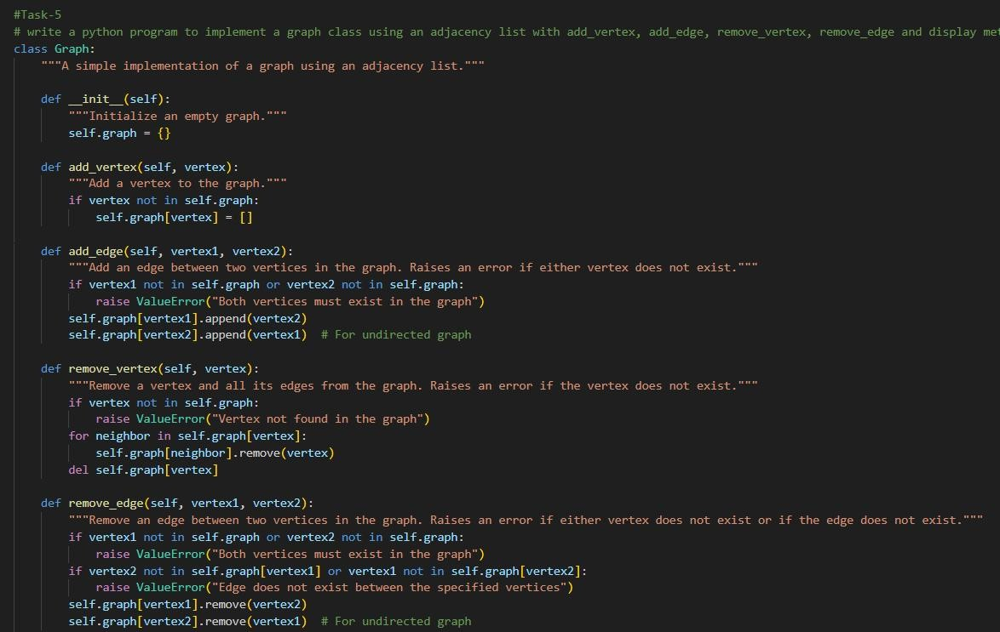 #Task-5
# write a python program to implement a graph class using an adjacency list with add_vertex, add_edge, remove_vertex, remove_edge and display
class Graph:
    """A simple implementation of a graph using an adjacency list."""

    def __init__(self):
        """Initialize an empty graph."""
        self.graph = {}

    def add_vertex(self, vertex):
        """Add a vertex to the graph."""
        if vertex not in self.graph:
            self.graph[vertex] = []

    def add_edge(self, vertex1, vertex2):
        """Add an edge between two vertices in the graph. Raises an error if either vertex does not exist."""
        if vertex1 not in self.graph or vertex2 not in self.graph:
            raise ValueError("Both vertices must exist in the graph")
        self.graph[vertex1].append(vertex2)
        self.graph[vertex2].append(vertex1)  # For undirected graph

    def remove_vertex(self, vertex):
        """Remove a vertex and all its edges from the graph. Raises an error if the vertex does not exist."""
        if vertex not in self.graph:
            raise ValueError("Vertex not found in the graph")
        for neighbor in self.graph[vertex]:
            self.graph[neighbor].remove(vertex)
        del self.graph[vertex]

    def remove_edge(self, vertex1, vertex2):
        """Remove an edge between two vertices in the graph. Raises an error if either vertex does not exist or if the edge does not exist."""
        if vertex1 not in self.graph or vertex2 not in self.graph:
            raise ValueError("Both vertices must exist in the graph")
        if vertex2 not in self.graph[vertex1] or vertex1 not in self.graph[vertex2]:
            raise ValueError("Edge does not exist between the specified vertices")
        self.graph[vertex1].remove(vertex2)
        self.graph[vertex2].remove(vertex1)  # For undirected graph